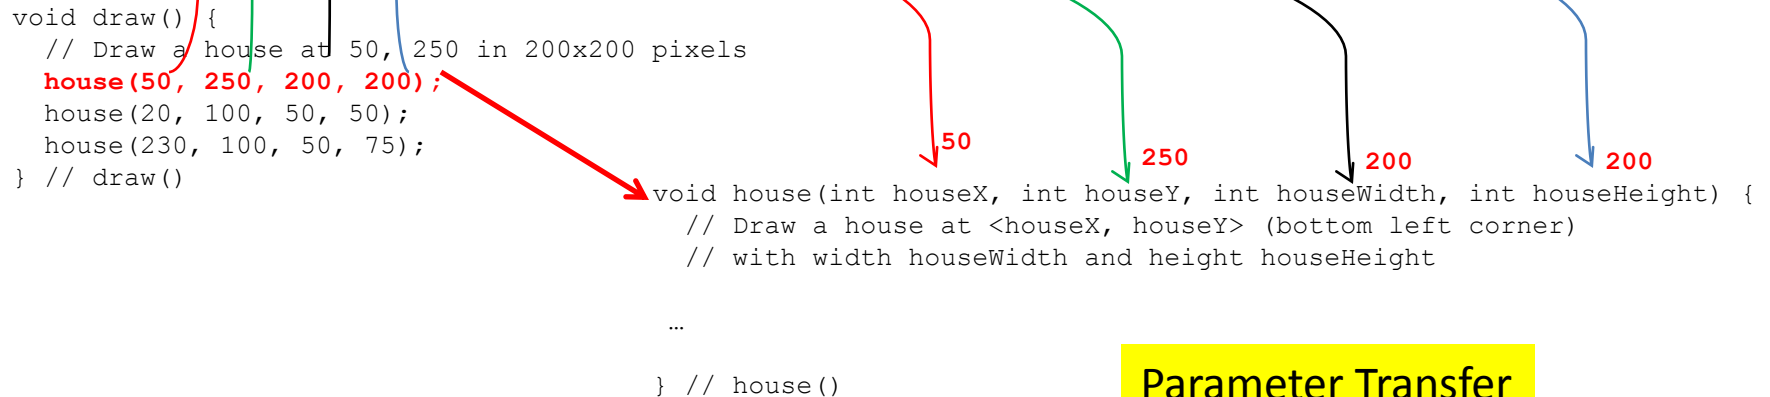 void draw() {
// Draw a house at 50, 250 in 200x200 pixels
house(50, 250, 200, 200);
house(20, 100, 50, 50);
house(230, 100, 50, 75);
} // draw()
50
250
200
200
void house(int houseX, int houseY, int houseWidth, int houseHeight) {
// Draw a house at <houseX, houseY> (bottom left corner)
// with width houseWidth and height houseHeight
…
} // house()
Parameter Transfer